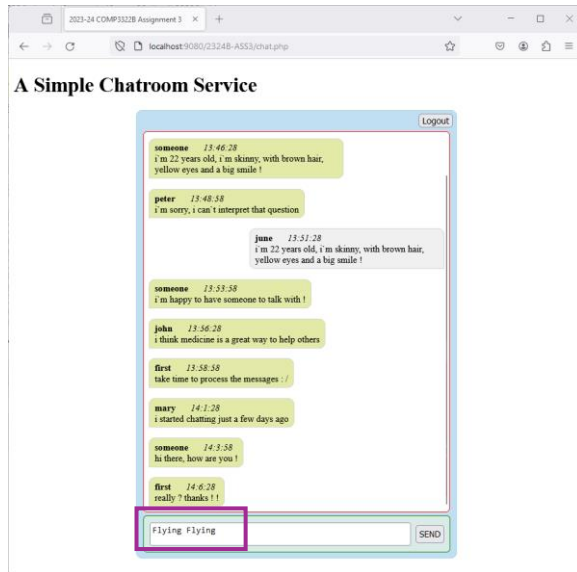 2023-24 COMP3322B Assignment 3
localhost:9080/2324B-ASS3/chat.php
A Simple Chatroom Service
Logout
someone 13:46:28
i`m 22 years old, i`m skinny, with brown hair,
yellow eyes and a big smile !
peter 13:48:58
i`m sorry, i can`t interpret that question
june 13:51:28
i`m 22 years old, i`m skinny, with brown hair,
yellow eyes and a big smile !
someone 13:53:58
i`m happy to have someone to talk with !
john 13:56:28
i think medicine is a great way to help others
first 13:58:58
take time to process the messages : /
mary 14:1:28
i started chatting just a few days ago
someone 14:3:58
hi there, how are you !
first 14:6:28
really ? thanks ! !
Flying Flying
SEND